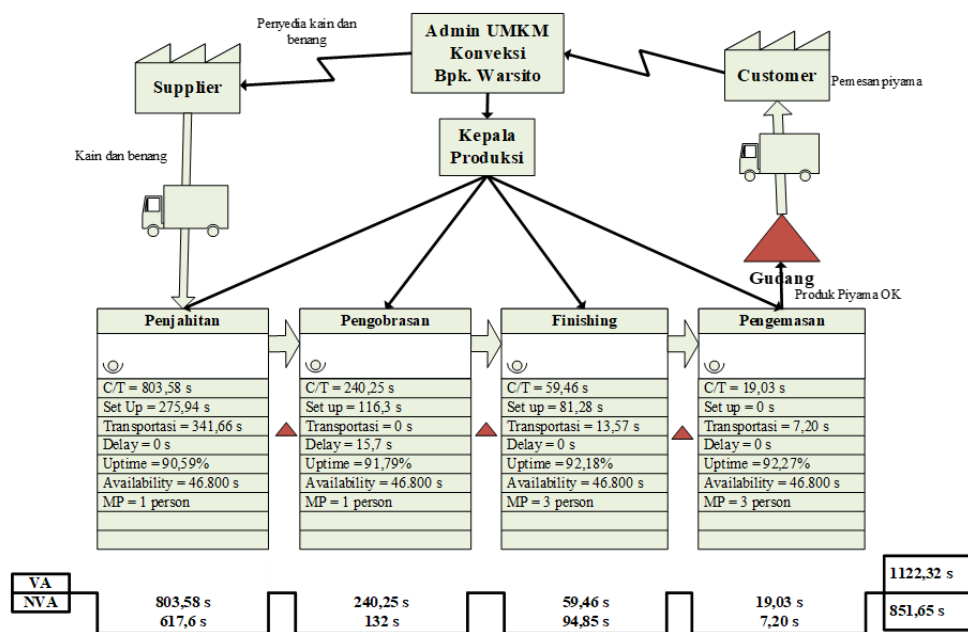 Penyedia kain dan
benang
Admin UMKM
Konveksi
Bpk. Warsito
Supplier
Customer
Pemesan piyama
Kepala
Produksi
Kain dan benang
Gudang
Produk Piyama OK
Penjahitan
C/T = 803,58 s
Set Up = 275,94 s
Transportasi = 341,66 s
Delay = 0 s
Uptime = 90,59%
Availability = 46.800 s
MP = 1 person
Pengobrasan
C/T = 240,25 s
Set up = 116,3 s
Transportasi = 0 s
Delay = 15,7 s
Uptime = 91,79%
Availability = 46.800 s
MP = 1 person
Finishing
C/T = 59,46 s
Set up = 81,28 s
Transportasi = 13,57 s
Delay = 0 s
Uptime = 92,18%
Availability = 46.800 s
MP = 3 person
Pengemasan
C/T = 19,03 s
Set up = 0 s
Transportasi = 7,20 s
Delay = 0 s
Uptime = 92,27%
Availability = 46.800 s
MP = 3 person
VA
NVA
803,58 s
617,6 s
240,25 s
132 s
59,46 s
94,85 s
19,03 s
7,20 s
1122,32 s
851,65 s